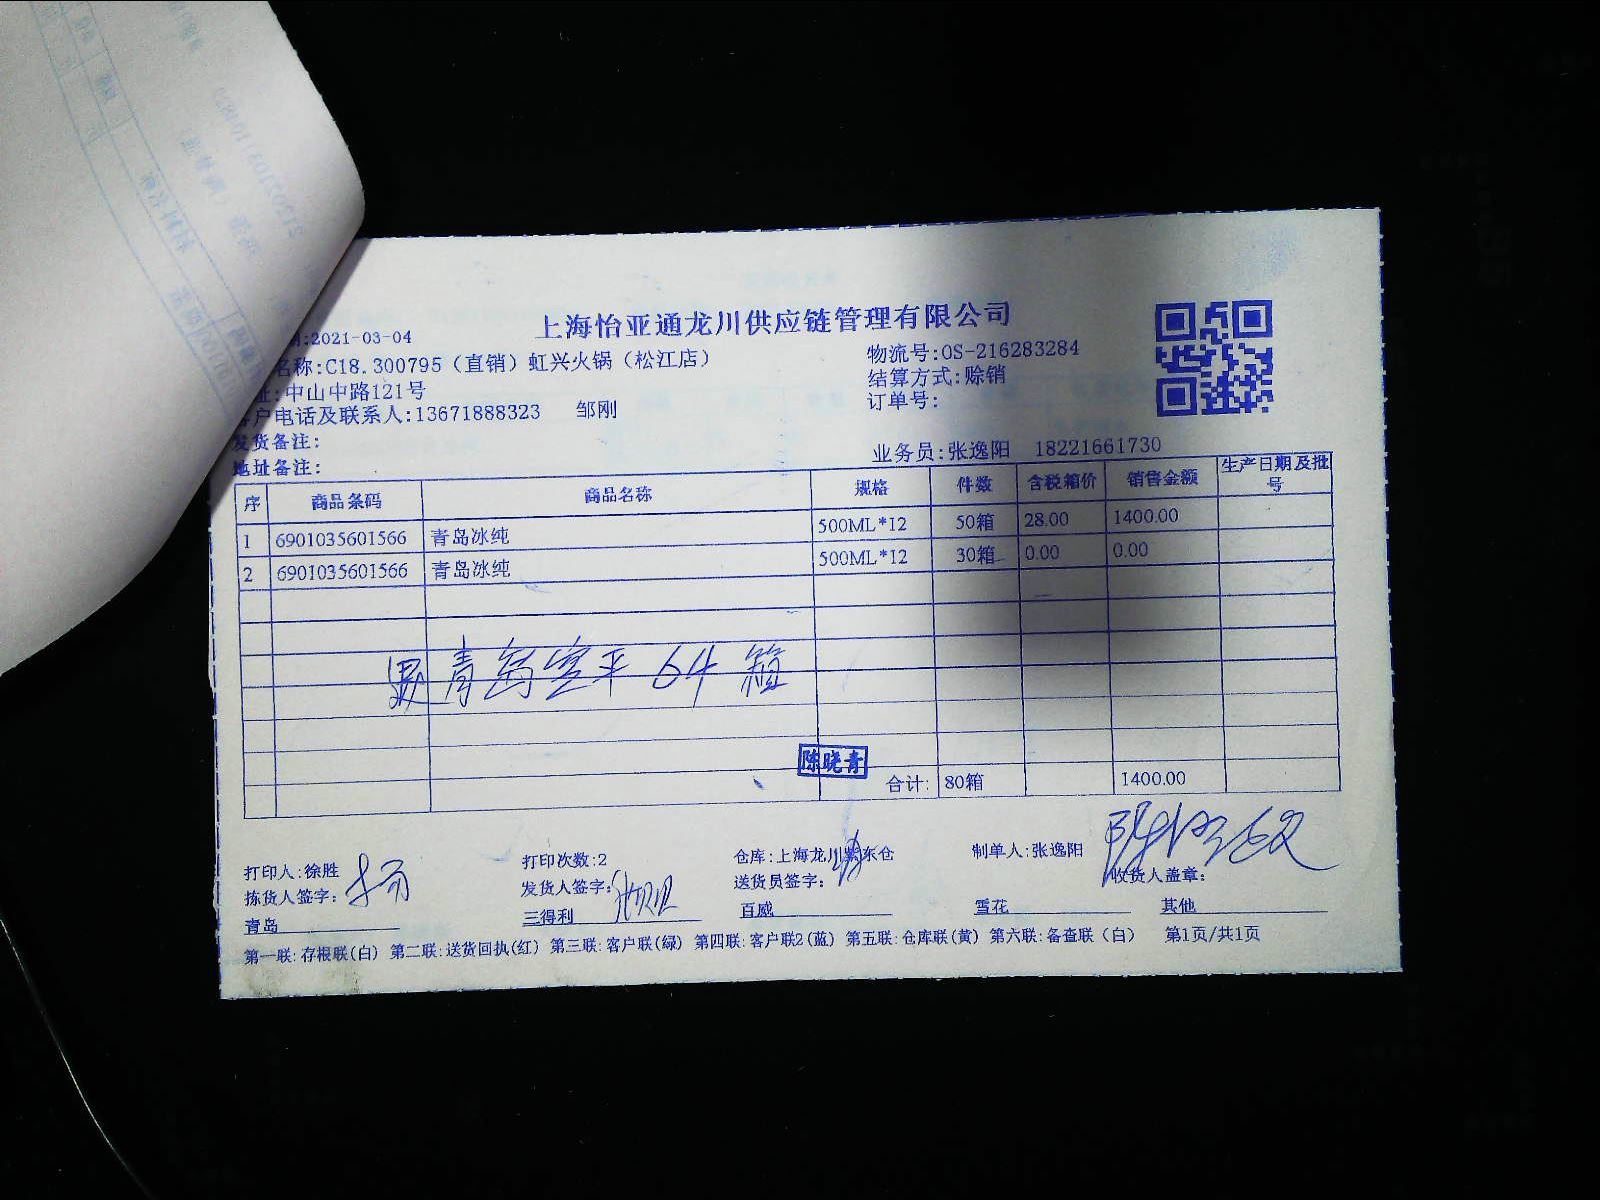 上海怡亚通龙川供应链管理有限公司
:2021-03-04
名称:C18.300795（直销）虹兴火锅（松江店）
物流号:OS-216283284
址:中山中路121号
结算方式:赊销
客户电话及联系人:13671888323 邹刚
订单号:
发货备注:
地址备注:
业务员:张逸阳 18221661730
序 商品条码 商品名称 规格 件数 含税箱价 销售金额 生产日期及批号
1 6901035601566 青岛冰纯 500ML*12 50箱 28.00 1400.00
2 6901035601566 青岛冰纯 500ML*12 30箱 0.00 0.00
青岛空平 64 箱
陈晓青
合计: 80箱 1400.00
打印人:徐胜 打印次数:2 仓库:上海龙川紫东仓 制单人:张逸阳
拣货人签字: 发货人签字: 送货员签字: 收货人盖章:
青岛 三得利 百威 雪花 其他
第一联:存根联(白) 第二联:送货回执(红) 第三联:客户联(绿) 第四联:客户联2(蓝) 第五联:仓库联(黄) 第六联:备查联（白） 第1页/共1页